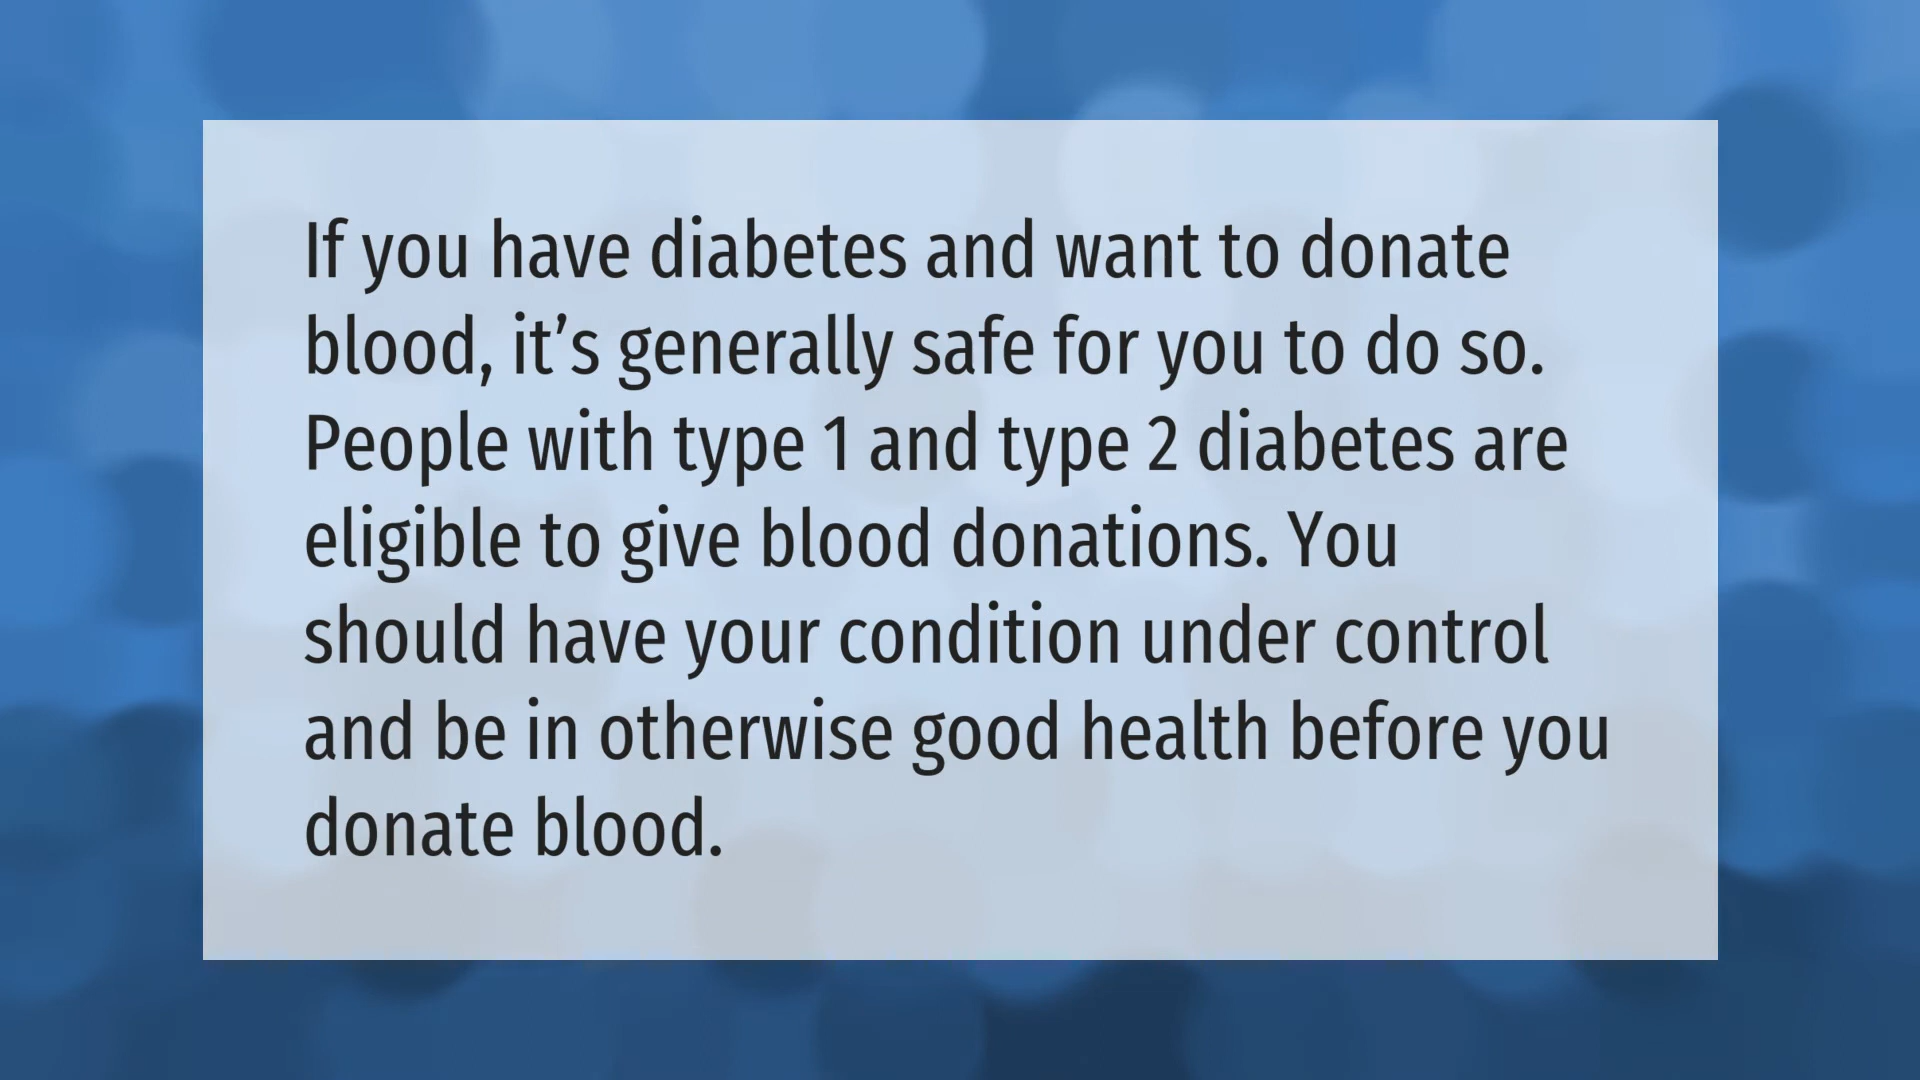 If you have diabetes and want to donate
blood, it’s generally safe for you to do so.
People with type 1 and type 2 diabetes are
eligible to give blood donations. You
should have your condition under control
and be in otherwise good health before you
donate blood.